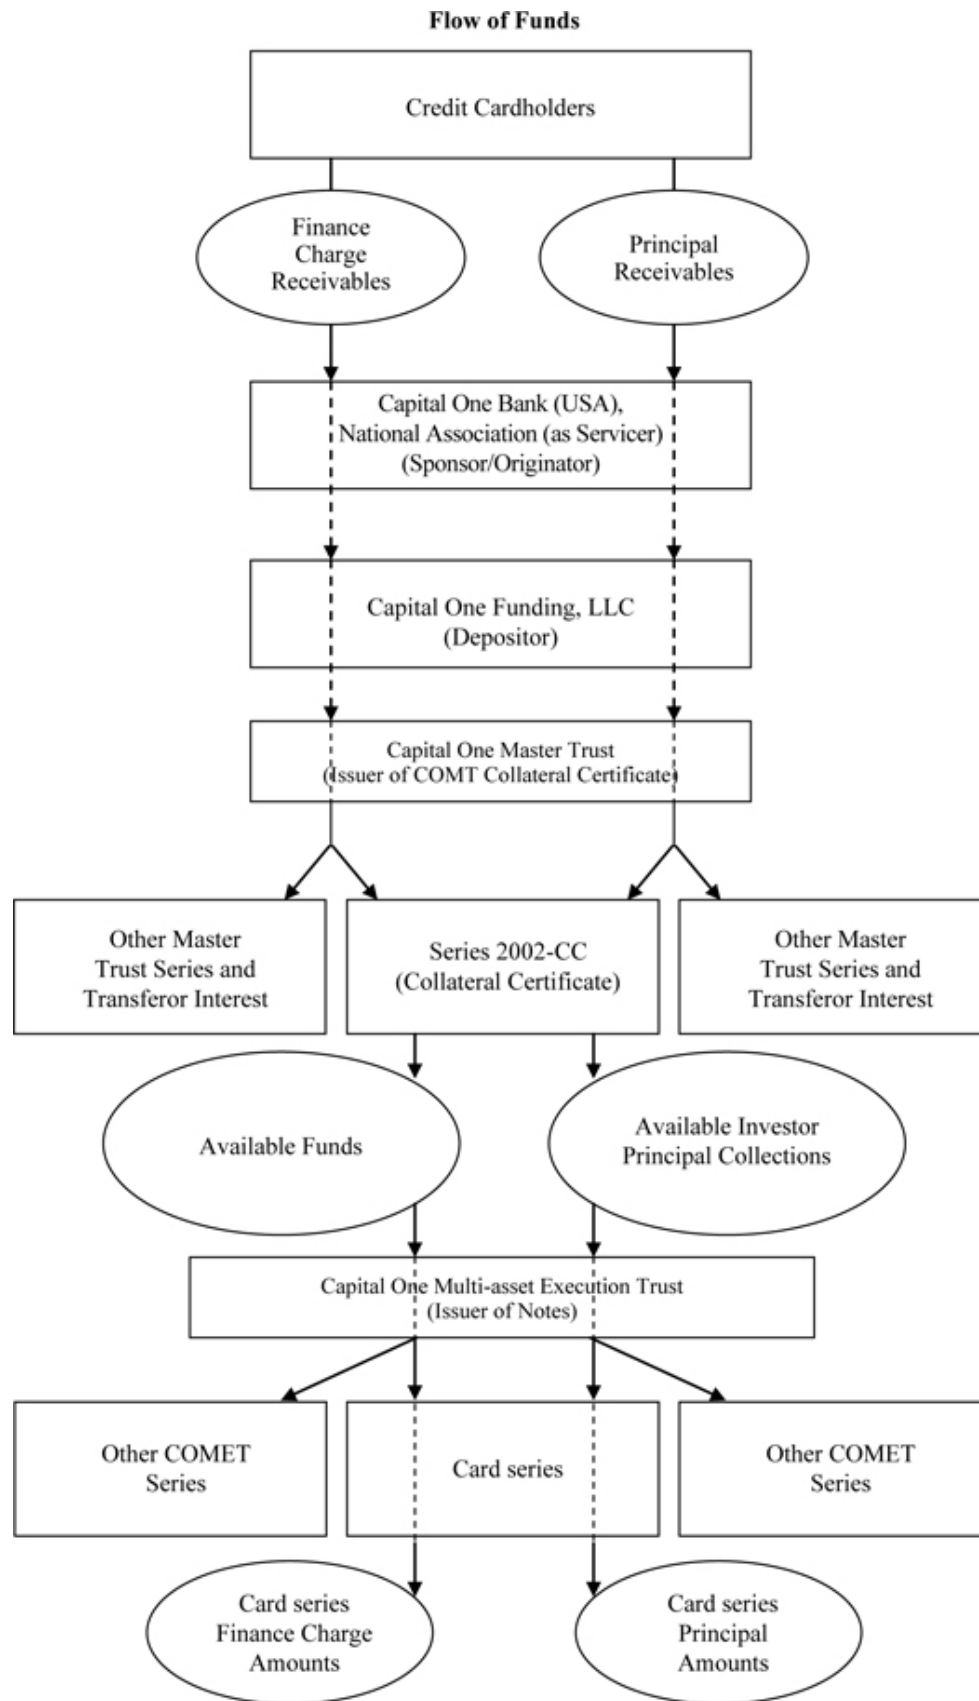 Flow of Funds
Credit Cardholders
Finance
Charge
Receivables
Principal
Receivables
Capital One Bank (USA),
National Association (as Servicer)
(Sponsor/Originator)
Capital One Funding, LLC
(Depositor)
Capital One Master Trust
(Issuer of COMT Collateral Certificate)
Other Master
Trust Series and
Transferor Interest
Series 2002-CC
(Collateral Certificate)
Other Master
Trust Series and
Transferor Interest
Available Funds
Available Investor
Principal Collections
Capital One Multi-asset Execution Trust
(Issuer of Notes)
Other COMET
Series
Card series
Other COMET
Series
Card series
Finance Charge
Amounts
Card series
Principal
Amounts